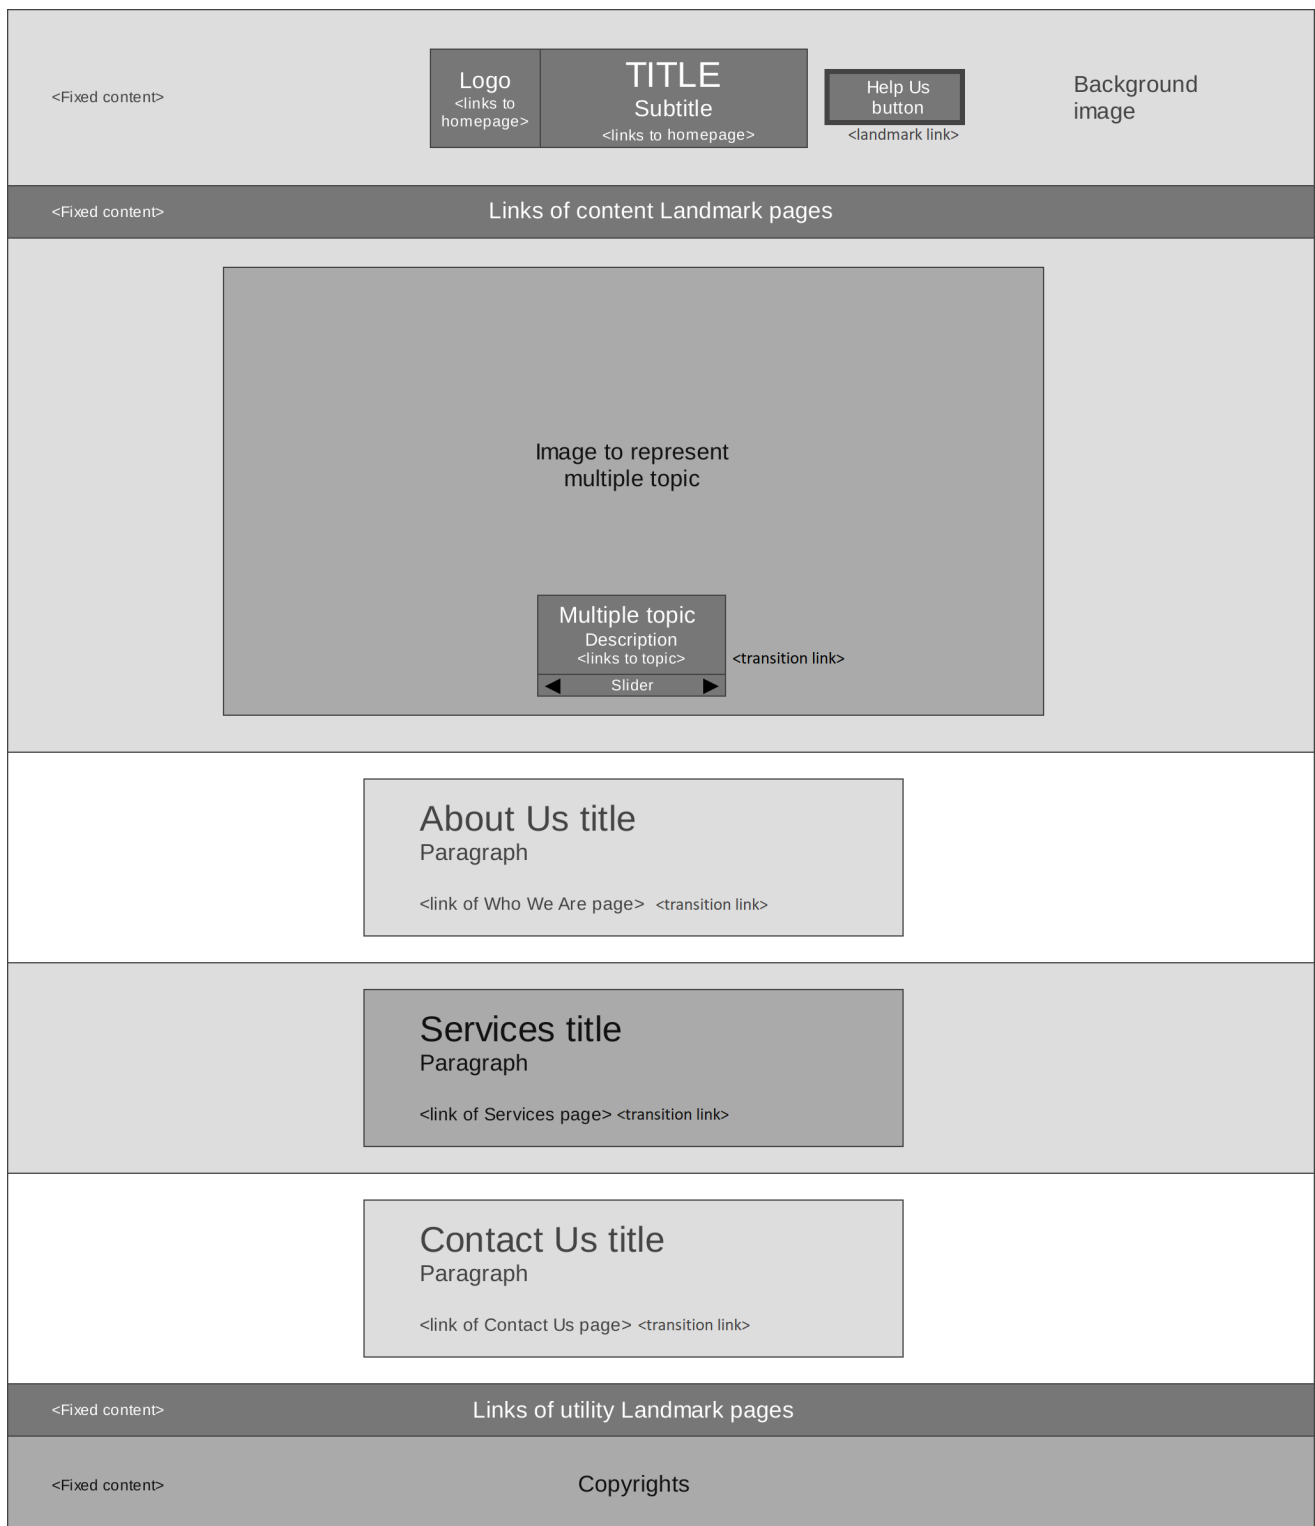 <Fixed content>
Logo
<links to
homepage>
TITLE
Subtitle
<links to homepage>
Help Us
button
<landmark link>
Background
image
<Fixed content>
Links of content Landmark pages
Image to represent
multiple topic
Multiple topic
Description
<links to topic>
<transition link>
Slider
About Us title
Paragraph
<link of Who We Are page> <transition link>
Services title
Paragraph
<link of Services page> <transition link>
Contact Us title
Paragraph
<link of Contact Us page> <transition link>
<Fixed content>
Links of utility Landmark pages
<Fixed content>
Copyrights